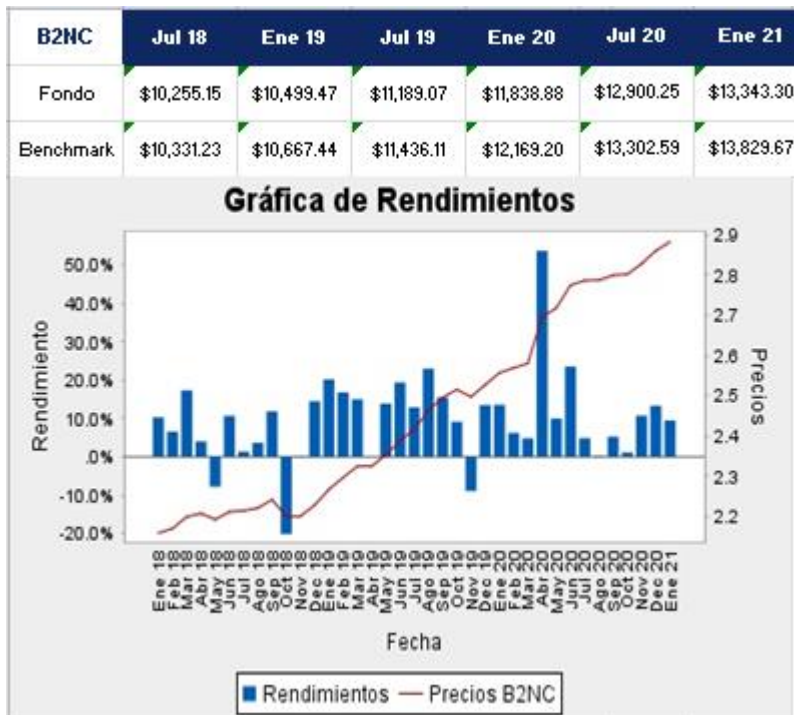 B2NC Jul 18 Ene 19 Jul 19 Ene 20 Jul 20 Ene 21
Fondo $10,255.15 $10,499.47 $11,189.07 $11,838.88 $12,900.25 $13,343.30
Benchmark $10,331.23 $10,667.44 $11,436.11 $12,169.20 $13,302.59 $13,829.67
Gráfica de Rendimientos
Rendimiento
50.0%
40.0%
30.0%
20.0%
10.0%
.0%
-10.0%
-20.0%
2.9
2.8
2.7
2.6
2.5
2.4
2.3
2.2
Precios
Ene 18
Feb 18
Mar 18
Abr 18
May 18
Jun 18
Jul 18
Ago 18
Sep 18
Oct 18
Nov 18
Dec 18
Ene 19
Feb 19
Mar 19
Abr 19
May 19
Jun 19
Jul 19
Ago 19
Sep 19
Oct 19
Nov 19
Dec 19
Ene 20
Feb 20
Mar 20
Abr 20
May 20
Jun 20
Jul 20
Ago 20
Sep 20
Oct 20
Nov 20
Dec 20
Ene 21
Fecha
Rendimientos Precios B2NC